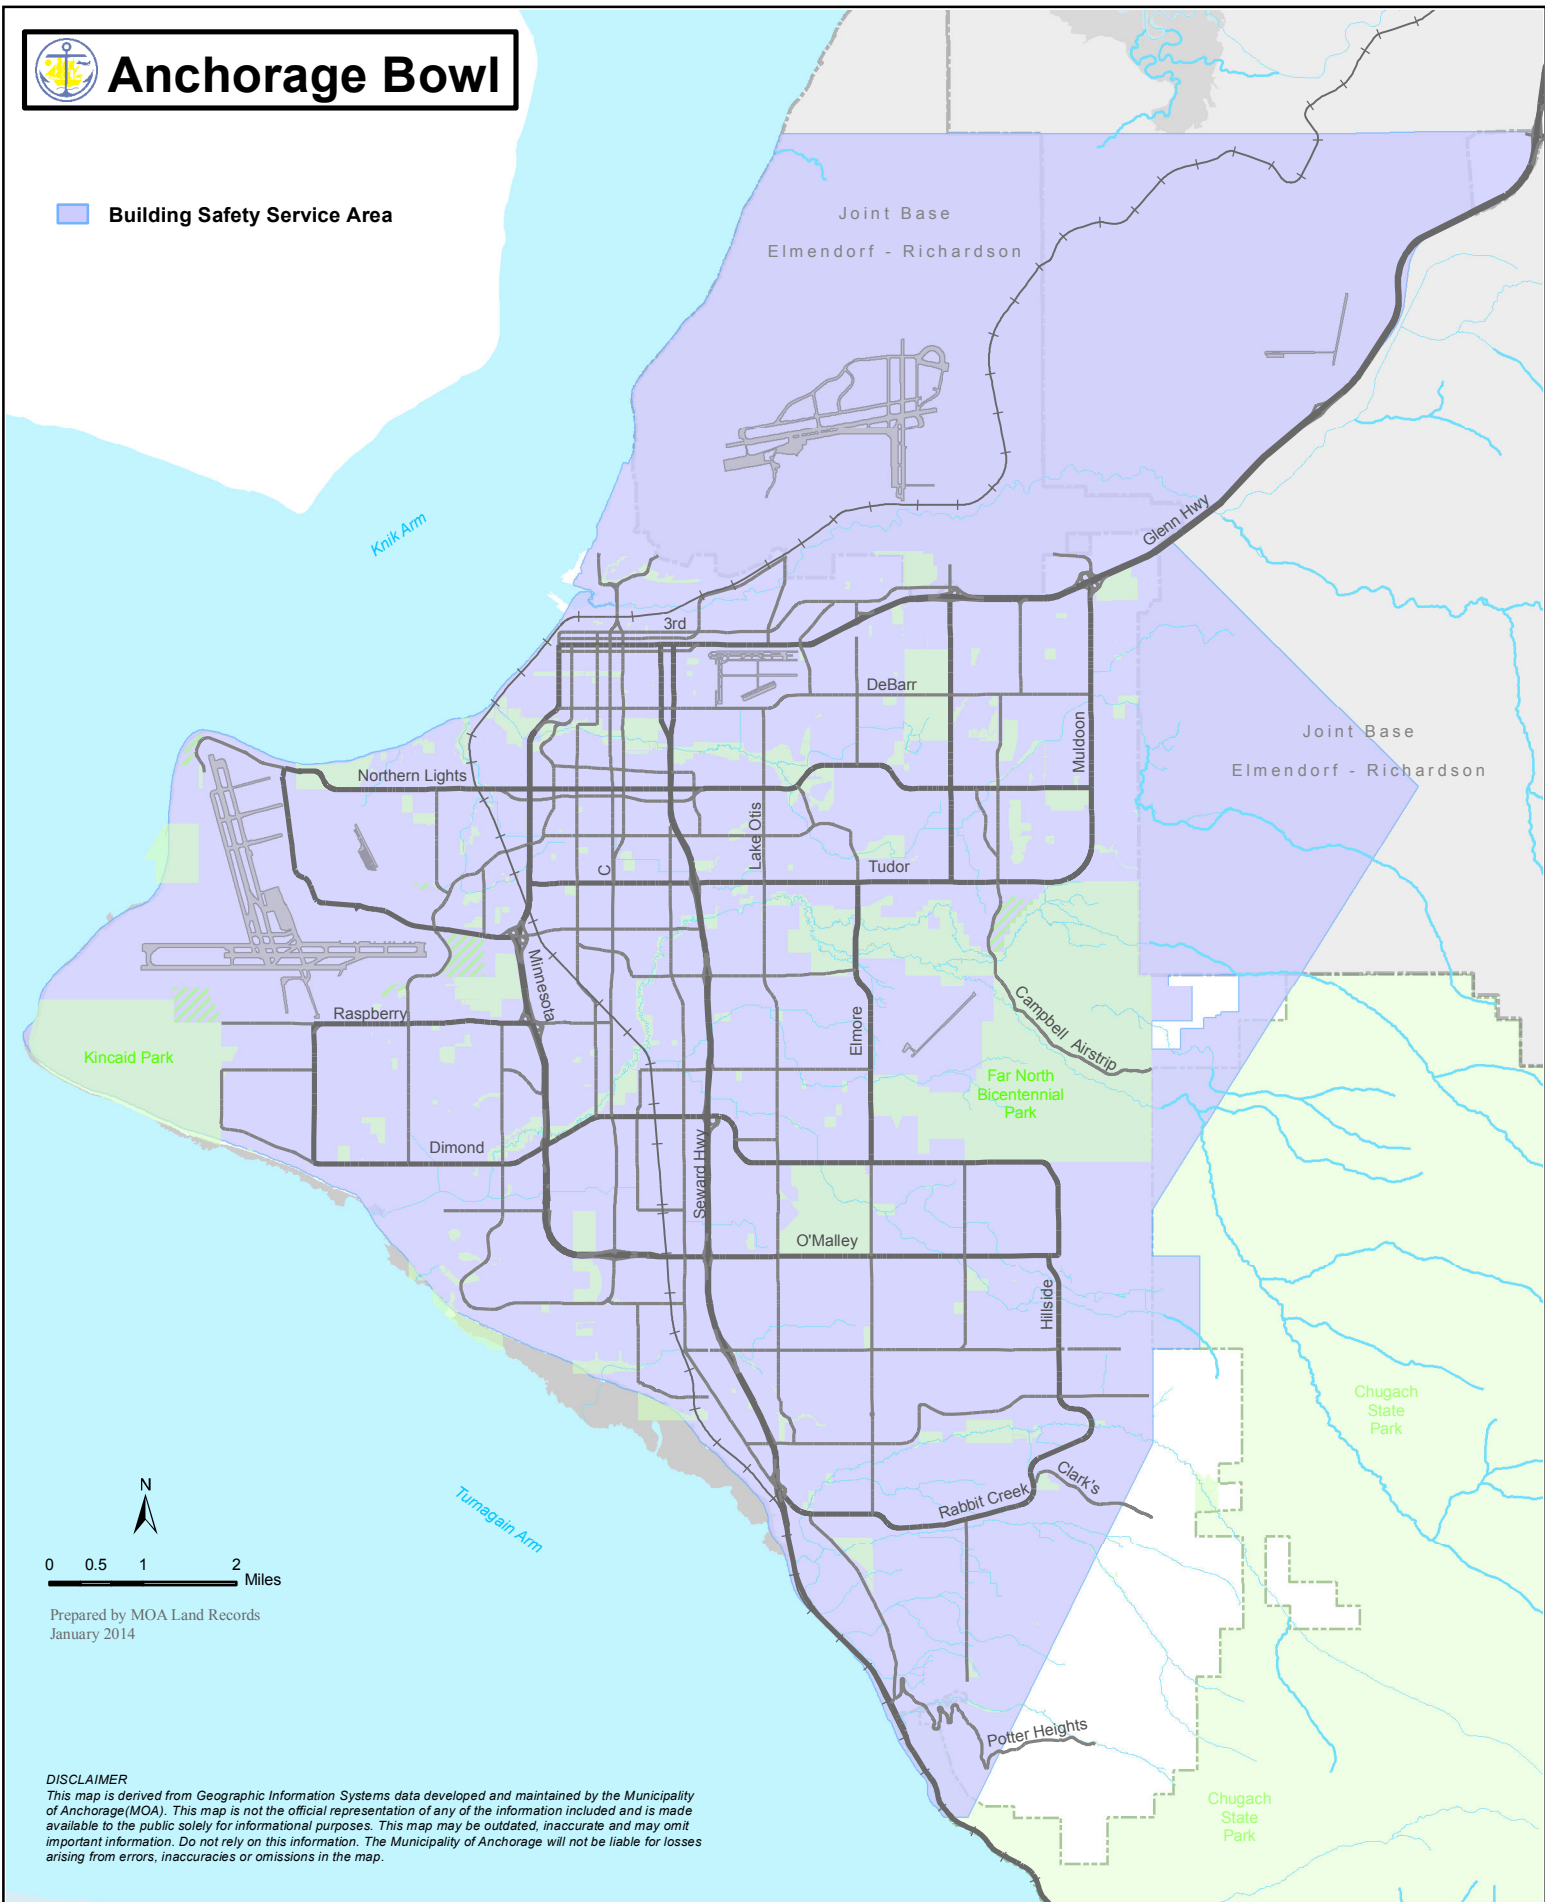 Anchorage Bowl
Building Safety Service Area
Joint Base
Elmendorf - Richardson
Knik Arm
Glenn Hwy
3rd
DeBarr
Muldoon
Joint Base
Elmendorf - Richardson
Northern Lights
Lake Otis
C
Tudor
Minnesota
Raspberry
Elmore
Campbell Airstrip
Kincaid Park
Far North
Bicentennial
Park
Dimond
Seward Hwy
O'Malley
Hillside
Chugach
State
Park
Rabbit Creek
Clark's
Turnagain Arm
N
0 0.5 1 2
Miles
Prepared by MOA Land Records
January 2014
Potter Heights
Chugach
State
Park
DISCLAIMER
This map is derived from Geographic Information Systems data developed and maintained by the Municipality
of Anchorage(MOA). This map is not the official representation of any of the information included and is made
available to the public solely for informational purposes. This map may be outdated, inaccurate and may omit
important information. Do not rely on this information. The Municipality of Anchorage will not be liable for losses
arising from errors, inaccuracies or omissions in the map.